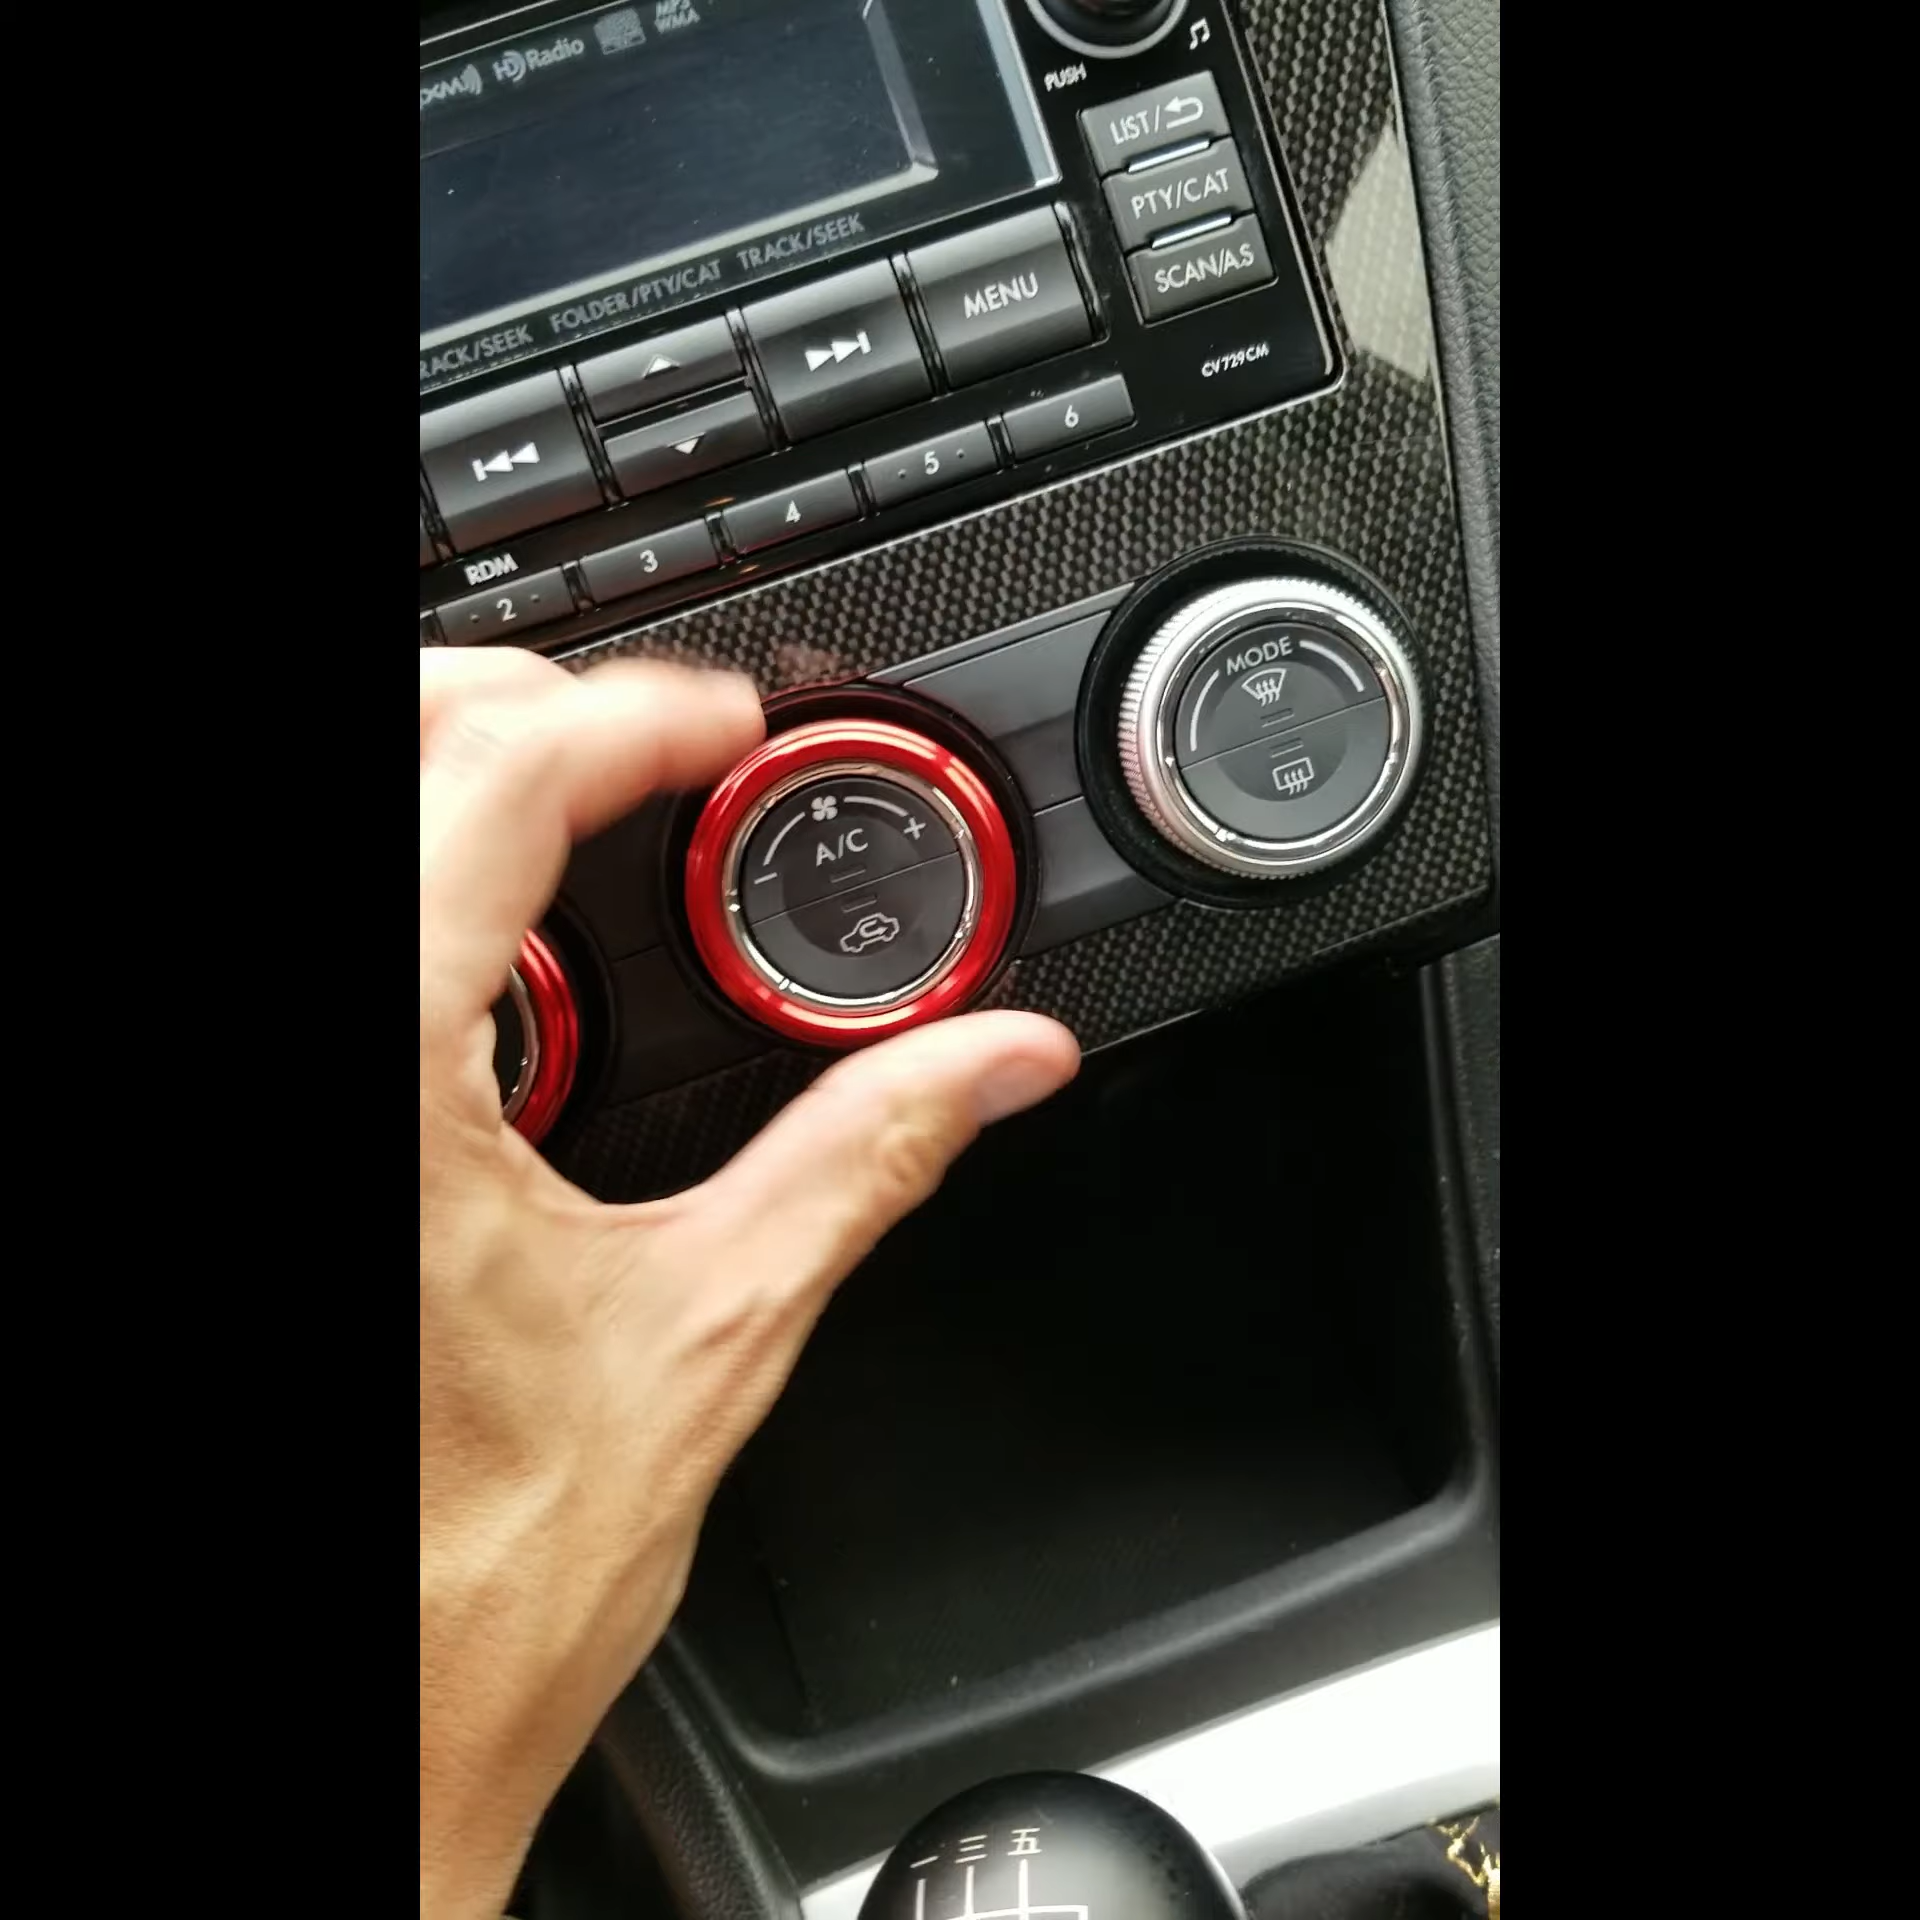 HD Radio
MP3
WMA
PUSH
LIST/
PTY/CAT
SCAN/A.S
TRACK/SEEK
FOLDER/PTY/CAT
RACK/SEEK
MENU
CV729CM
6
5
4
3
RDM
2
MODE
A/C
- +
一 三 五